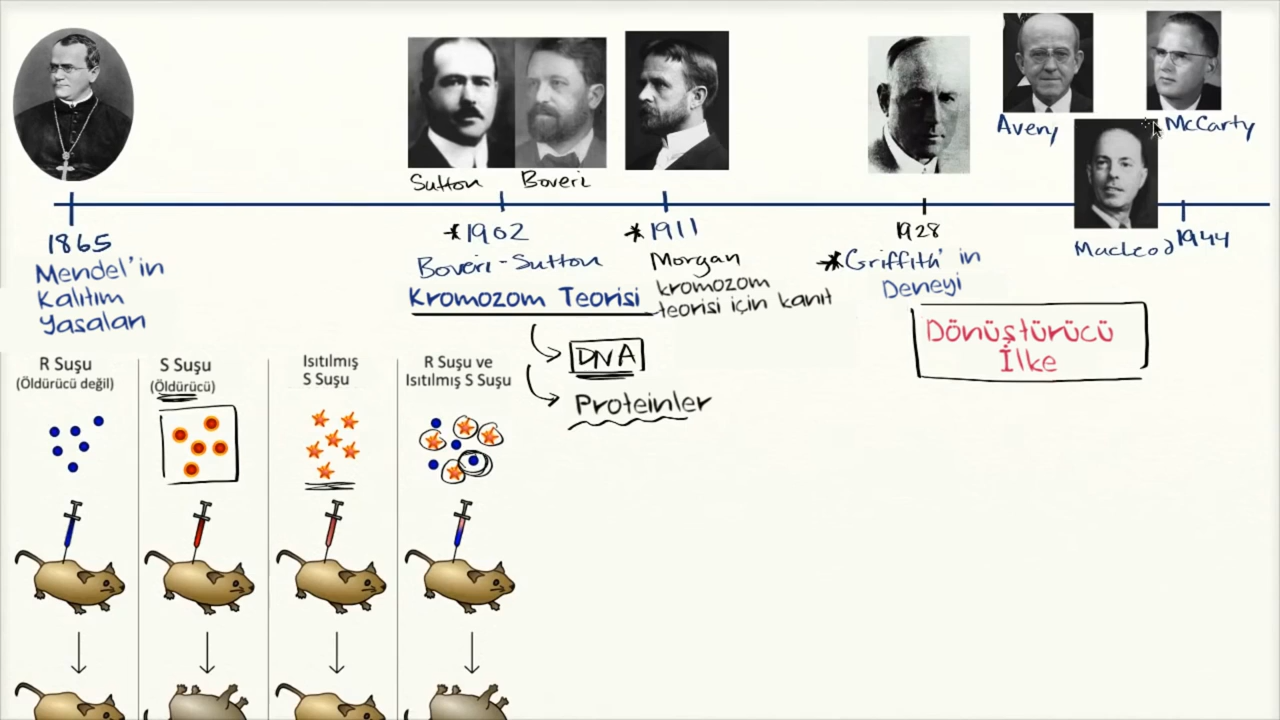 Avery
McCarty
Sutton Boveri
MacLeod
1865
Mendel'in
Kalıtım
Yasaları
*1902
Boveri-Sutton
Kromozom Teorisi
*1911
Morgan
kromozom
teorisi için kanıt
1928
*Griffith'in
Deneyi
1944
Dönüştürücü
İlke
DNA
Proteinler
R Suşu
(Öldürücü değil)
S Suşu
(Öldürücü)
Isıtılmış
S Suşu
R Suşu ve
Isıtılmış S Suşu